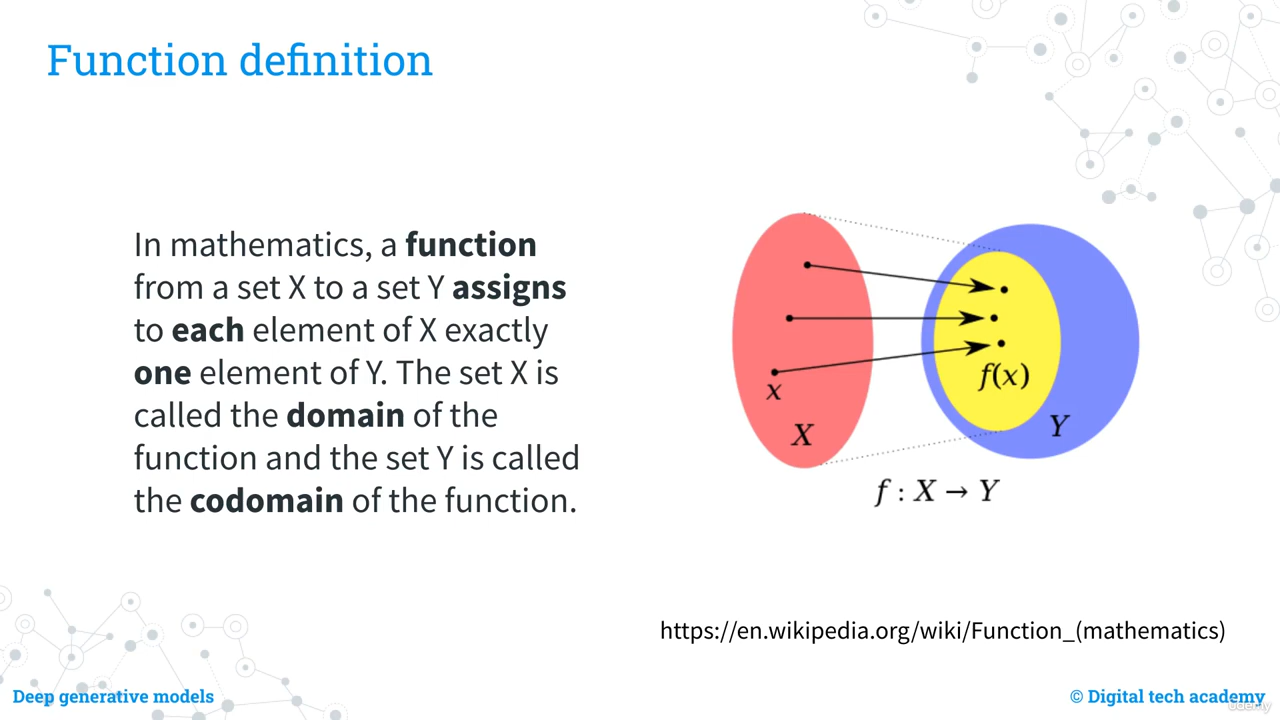 Function definition
In mathematics, a function
from a set X to a set Y assigns
to each element of X exactly
one element of Y. The set X is
called the domain of the
function and the set Y is called
the codomain of the function.
x
X
f(x)
Y
f : X → Y
https://en.wikipedia.org/wiki/Function_(mathematics)
Deep generative models
© Digital tech academy
udemy